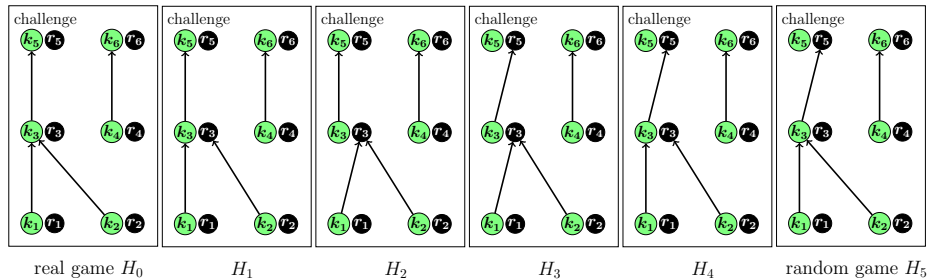 challenge challenge challenge challenge challenge challenge
k5 r5 k6 r6 k5 r5 k6 r6 k5 r5 k6 r6 k5 r5 k6 r6 k5 r5 k6 r6 k5 r5 k6 r6
k3 r3 k4 r4 k3 r3 k4 r4 k3 r3 k4 r4 k3 r3 k4 r4 k3 r3 k4 r4 k3 r3 k4 r4
k1 r1 k2 r2 k1 r1 k2 r2 k1 r1 k2 r2 k1 r1 k2 r2 k1 r1 k2 r2 k1 r1 k2 r2
real game H0 H1 H2 H3 H4 random game H5